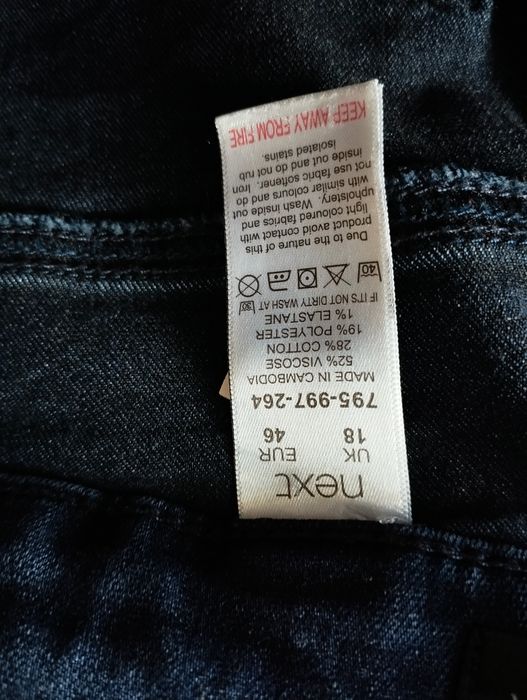 next
UK EUR
18 46
795-997-264
MADE IN CAMBODIA
52% VISCOSE
28% COTTON
19% POLYESTER
1% ELASTANE
IF IT'S NOT DIRTY WASH AT 30
40
Due to the nature of this
product avoid contact with
light coloured fabrics and
upholstery. Wash inside out
with similar colours and do
not use fabric softener. Iron
inside out and do not rub
isolated stains.
KEEP AWAY FROM FIRE